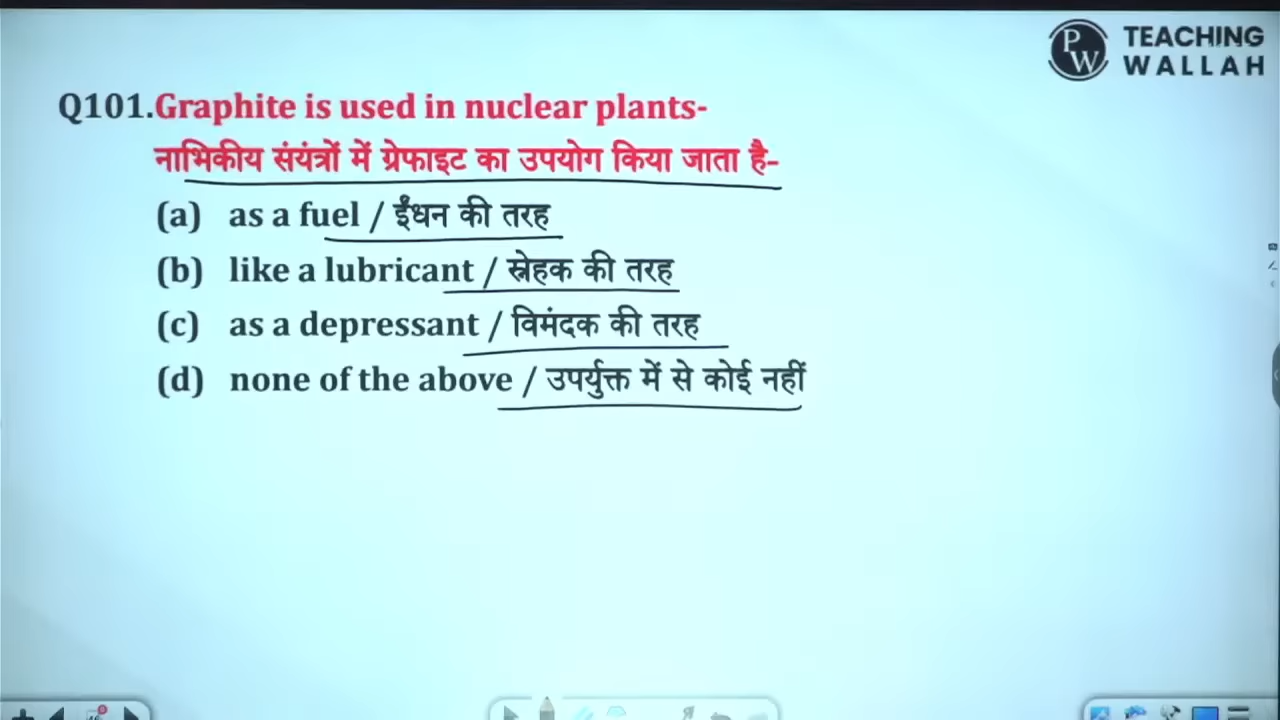 PW
TEACHING
WALLAH
Q101.Graphite is used in nuclear plants-
नाभिकीय संयंत्रों में ग्रेफाइट का उपयोग किया जाता है-
(a) as a fuel / ईंधन की तरह
(b) like a lubricant / स्नेहक की तरह
(c) as a depressant / विमंदक की तरह
(d) none of the above / उपर्युक्त में से कोई नहीं